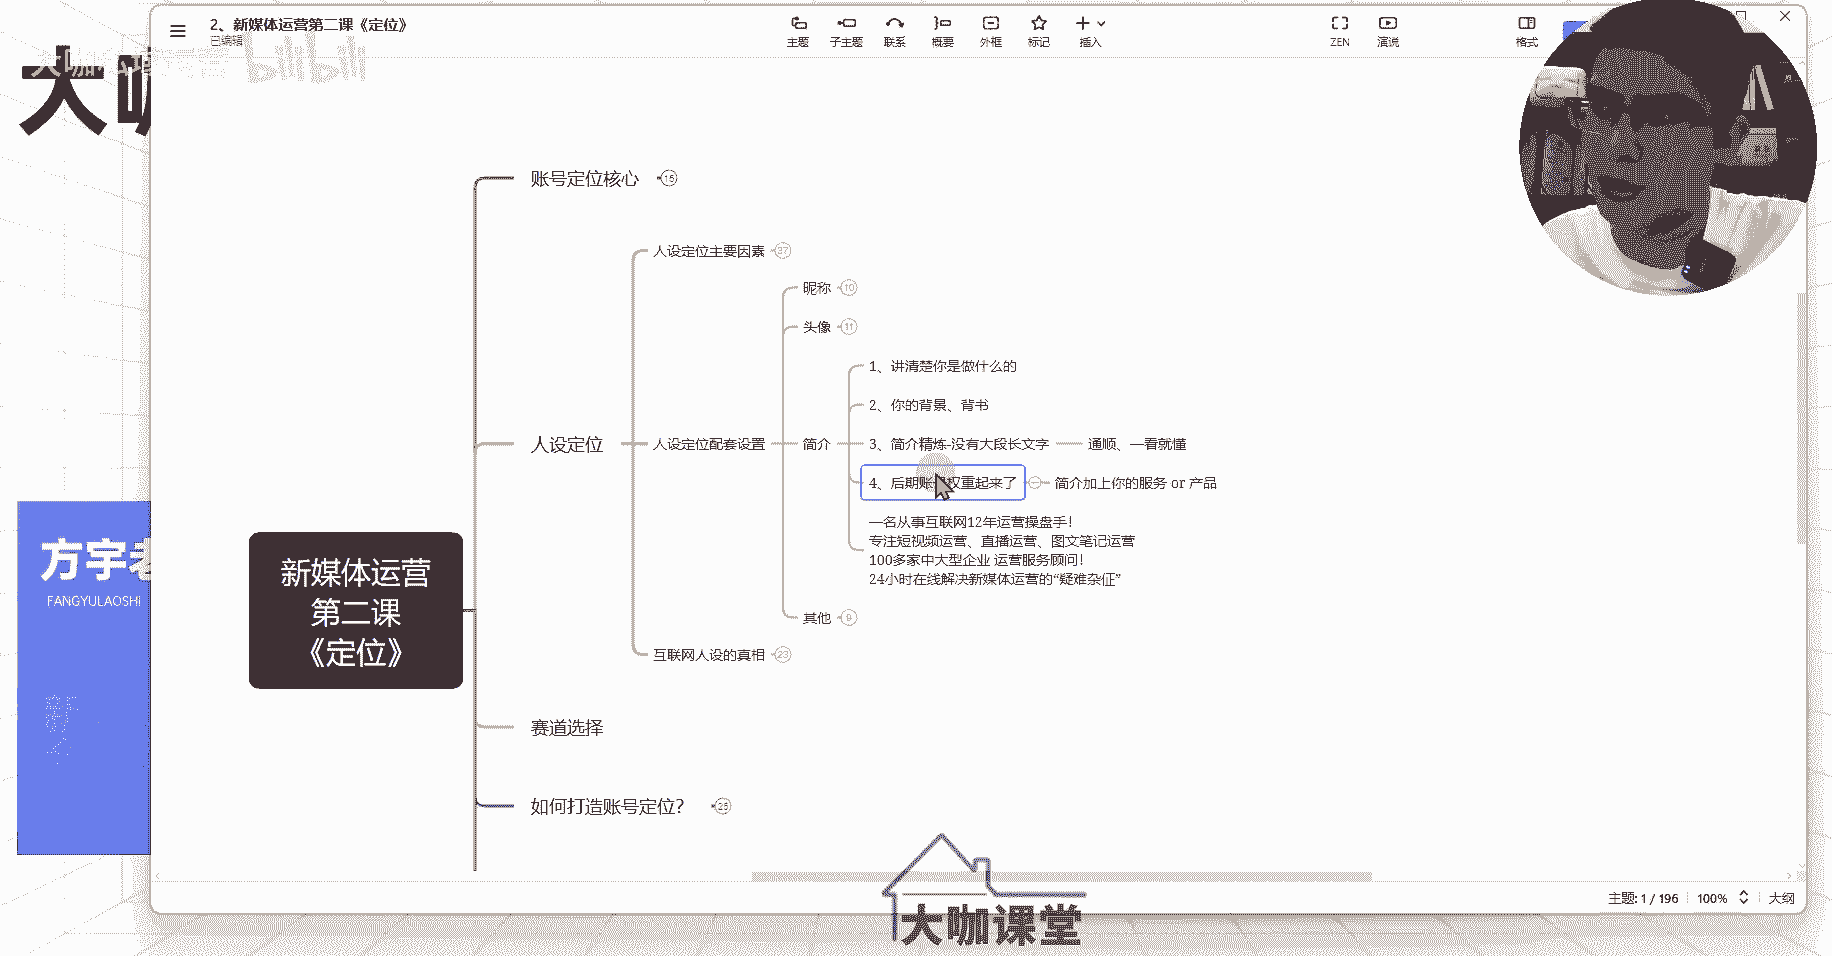 2、新媒体运营第二课《定位》
已编辑
主题
子主题
联系
概要
外框
标记
插入
ZEN
演说
格式
大咖
bilibili
账号定位核心
16
人设定位主要因素
37
昵称
10
头像
11
1、讲清楚你是做什么的
2、你的背景、背书
人设定位
人设定位配套设置
简介
3、简介精炼-没有大段长文字
通顺、一看就懂
4、后期账 权重起来了
简介加上你的服务 or 产品
一名从事互联网12年运营操盘手!
专注短视频运营、直播运营、图文笔记运营
100多家中大型企业 运营服务顾问!
24小时在线解决新媒体运营的“疑难杂征”
其他
9
互联网人设的真相
23
新媒体运营
第二课
《定位》
方宇老
FANGYULAOSHI
赛道选择
如何打造账号定位?
26
主题: 1 / 196
100%
大纲
大咖课堂